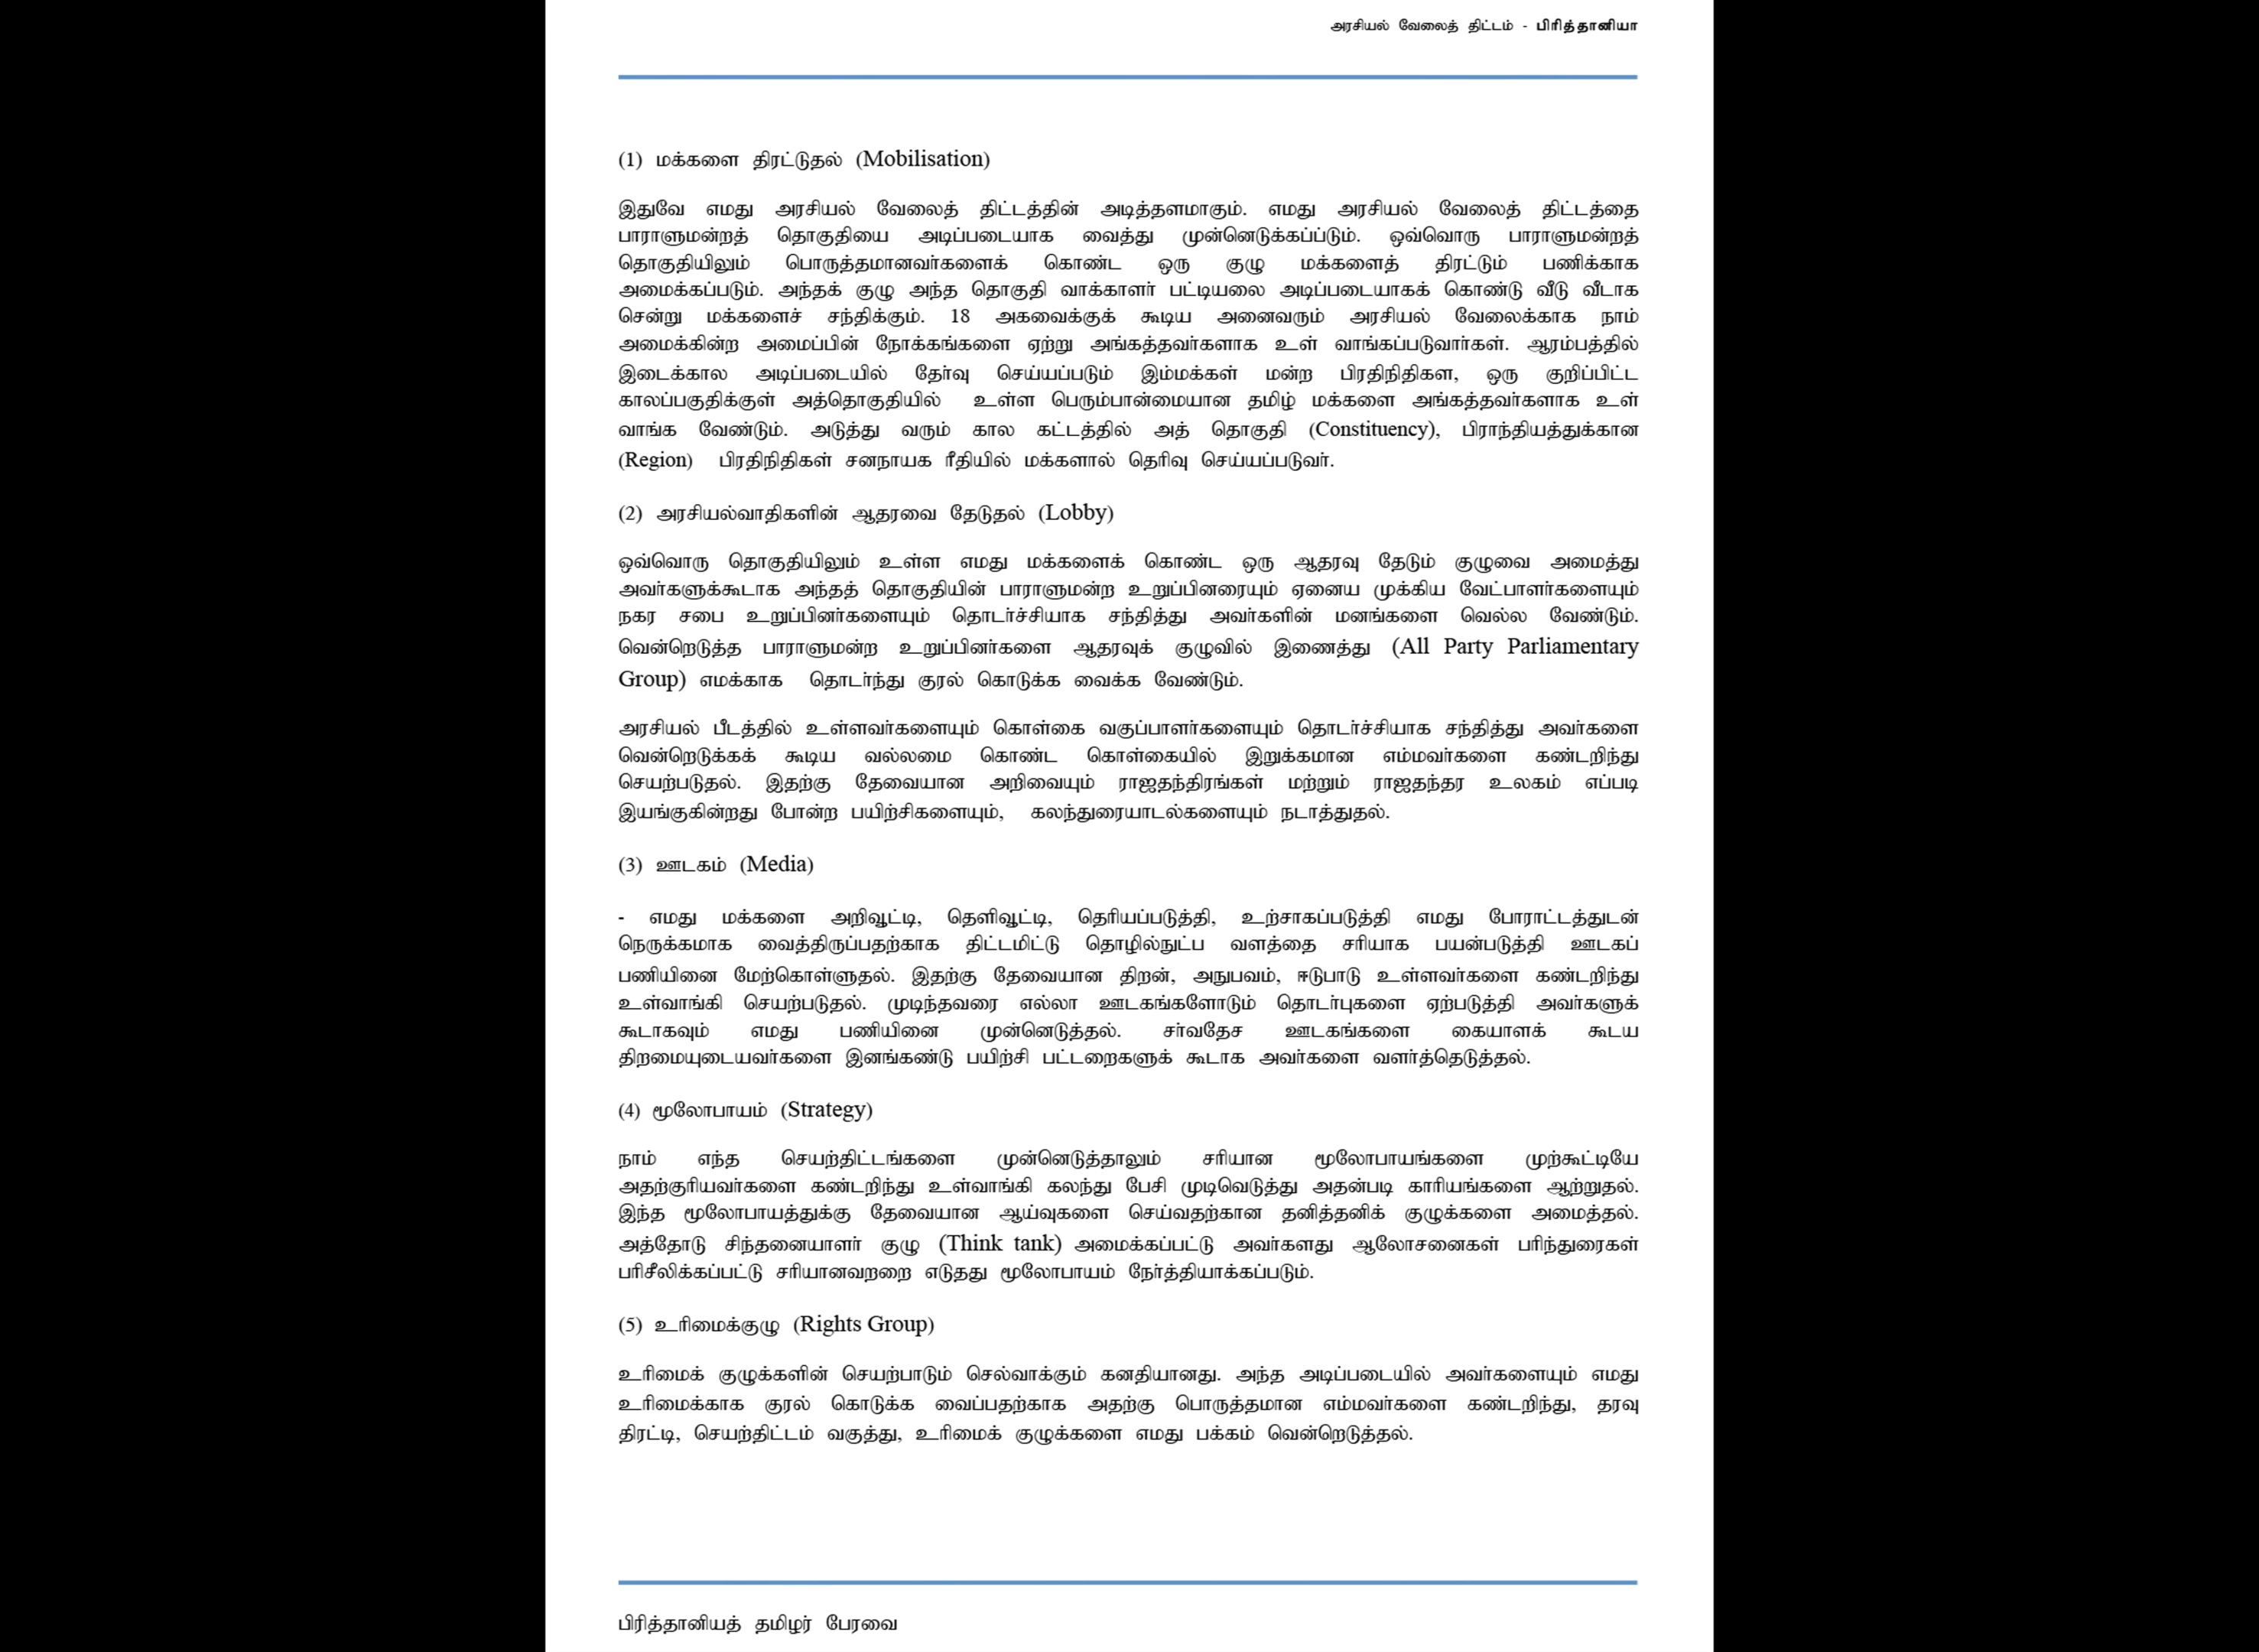 அரசியல் வேலைத் திட்டம் - பிரித்தானியா
(1) மக்களை திரட்டுதல் (Mobilisation)
இதுவே எமது அரசியல் வேலைத் திட்டத்தின் அடித்தளமாகும். எமது அரசியல் வேலைத் திட்டத்தை
பாராளுமன்றத் தொகுதியை அடிப்படையாக வைத்து முன்னெடுக்கப்ப்டும். ஒவ்வொரு பாராளுமன்றத்
தொகுதியிலும் பொருத்தமானவர்களைக் கொண்ட ஒரு குழு மக்களைத் திரட்டும் பணிக்காக
அமைக்கப்படும். அந்தக் குழு அந்த தொகுதி வாக்காளர் பட்டியலை அடிப்படையாகக் கொண்டு வீடு வீடாக
சென்று மக்களைச் சந்திக்கும். 18 அகவைக்குக் கூடிய அனைவரும் அரசியல் வேலைக்காக நாம்
அமைக்கின்ற அமைப்பின் நோக்கங்களை ஏற்று அங்கத்தவர்களாக உள் வாங்கப்படுவார்கள். ஆரம்பத்தில்
இடைக்கால அடிப்படையில் தேர்வு செய்யப்படும் இம்மக்கள் மன்ற பிரதிநிதிகள, ஒரு குறிப்பிட்ட
காலப்பகுதிக்குள் அத்தொகுதியில் உள்ள பெரும்பான்மையான தமிழ் மக்களை அங்கத்தவர்களாக உள்
வாங்க வேண்டும். அடுத்து வரும் கால கட்டத்தில் அத் தொகுதி (Constituency), பிராந்தியத்துக்கான
(Region) பிரதிநிதிகள் சனநாயக ரீதியில் மக்களால் தெரிவு செய்யப்படுவர்.
(2) அரசியல்வாதிகளின் ஆதரவை தேடுதல் (Lobby)
ஒவ்வொரு தொகுதியிலும் உள்ள எமது மக்களைக் கொண்ட ஒரு ஆதரவு தேடும் குழுவை அமைத்து
அவர்களுக்கூடாக அந்தத் தொகுதியின் பாராளுமன்ற உறுப்பினரையும் ஏனைய முக்கிய வேட்பாளர்களையும்
நகர சபை உறுப்பினர்களையும் தொடர்ச்சியாக சந்தித்து அவர்களின் மனங்களை வெல்ல வேண்டும்.
வென்றெடுத்த பாராளுமன்ற உறுப்பினர்களை ஆதரவுக் குழுவில் இணைத்து (All Party Parliamentary
Group) எமக்காக தொடர்ந்து குரல் கொடுக்க வைக்க வேண்டும்.
அரசியல் பீடத்தில் உள்ளவர்களையும் கொள்கை வகுப்பாளர்களையும் தொடர்ச்சியாக சந்தித்து அவர்களை
வென்றெடுக்கக் கூடிய வல்லமை கொண்ட கொள்கையில் இறுக்கமான எம்மவர்களை கண்டறிந்து
செயற்படுதல். இதற்கு தேவையான அறிவையும் ராஜதந்திரங்கள் மற்றும் ராஜதந்தர உலகம் எப்படி
இயங்குகின்றது போன்ற பயிற்சிகளையும், கலந்துரையாடல்களையும் நடாத்துதல்.
(3) ஊடகம் (Media)
- எமது மக்களை அறிவூட்டி, தெளிவூட்டி, தெரியப்படுத்தி, உற்சாகப்படுத்தி எமது போராட்டத்துடன்
நெருக்கமாக வைத்திருப்பதற்காக திட்டமிட்டு தொழில்நுட்ப வளத்தை சரியாக பயன்படுத்தி ஊடகப்
பணியினை மேற்கொள்ளுதல். இதற்கு தேவையான திறன், அநுபவம், ஈடுபாடு உள்ளவர்களை கண்டறிந்து
உள்வாங்கி செயற்படுதல். முடிந்தவரை எல்லா ஊடகங்களோடும் தொடர்புகளை ஏற்படுத்தி அவர்களுக்
கூடாகவும் எமது பணியினை முன்னெடுத்தல். சர்வதேச ஊடகங்களை கையாளக் கூடய
திறமையுடையவர்களை இனங்கண்டு பயிற்சி பட்டறைகளுக் கூடாக அவர்களை வளர்த்தெடுத்தல்.
(4) மூலோபாயம் (Strategy)
நாம் எந்த செயற்திட்டங்களை முன்னெடுத்தாலும் சரியான மூலோபாயங்களை முற்கூட்டியே
அதற்குரியவர்களை கண்டறிந்து உள்வாங்கி கலந்து பேசி முடிவெடுத்து அதன்படி காரியங்களை ஆற்றுதல்.
இந்த மூலோபாயத்துக்கு தேவையான ஆய்வுகளை செய்வதற்கான தனித்தனிக் குழுக்களை அமைத்தல்.
அத்தோடு சிந்தனையாளர் குழு (Think tank) அமைக்கப்பட்டு அவர்களது ஆலோசனைகள் பரிந்துரைகள்
பரிசீலிக்கப்பட்டு சரியானவறறை எடுதது மூலோபாயம் நேர்த்தியாக்கப்படும்.
(5) உரிமைக்குழு (Rights Group)
உரிமைக் குழுக்களின் செயற்பாடும் செல்வாக்கும் கனதியானது. அந்த அடிப்படையில் அவர்களையும் எமது
உரிமைக்காக குரல் கொடுக்க வைப்பதற்காக அதற்கு பொருத்தமான எம்மவர்களை கண்டறிந்து, தரவு
திரட்டி, செயற்திட்டம் வகுத்து, உரிமைக் குழுக்களை எமது பக்கம் வென்றெடுத்தல்.
பிரித்தானியத் தமிழர் பேரவை